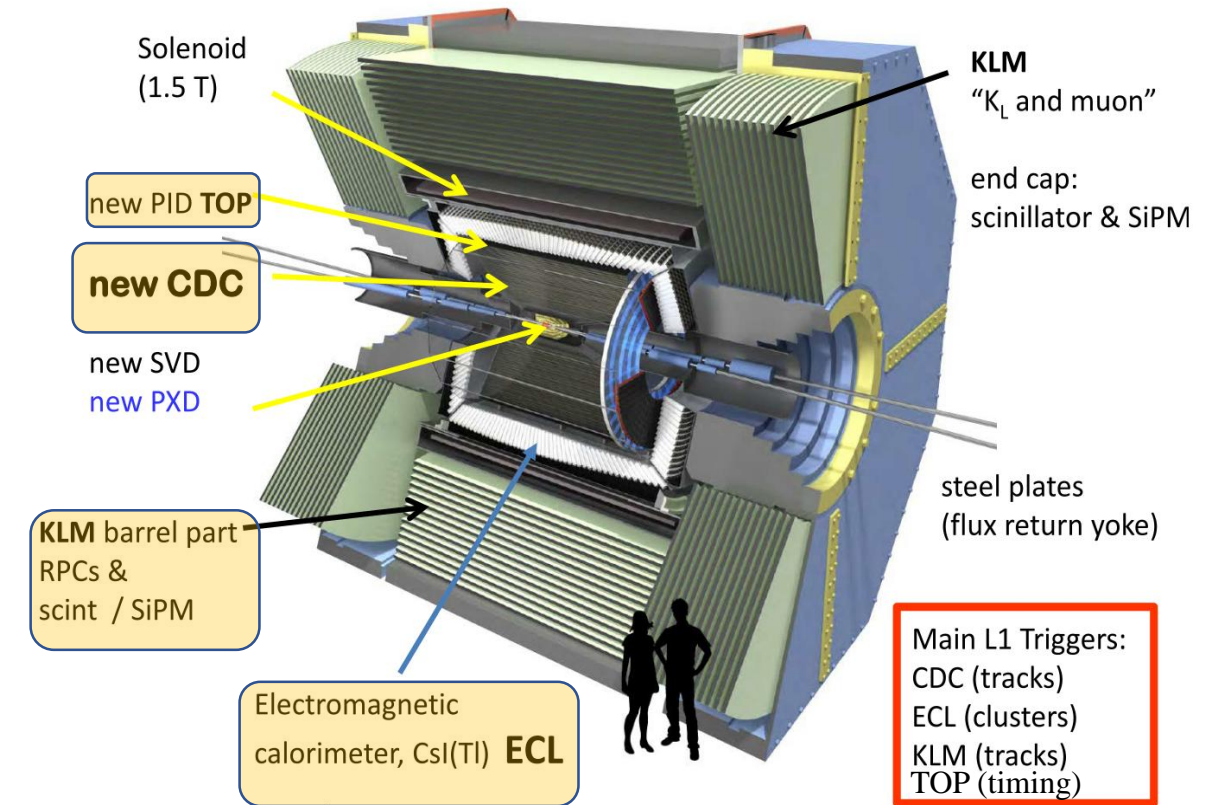 Solenoid
(1.5 T)
new PID TOP
new CDC
new SVD
new PXD
KLM barrel part
RPCs &
scint / SiPM
Electromagnetic
calorimeter, CsI(Tl) ECL
KLM
“KL and muon”
end cap:
scinillator & SiPM
steel plates
(flux return yoke)
Main L1 Triggers:
CDC (tracks)
ECL (clusters)
KLM (tracks)
TOP (timing)